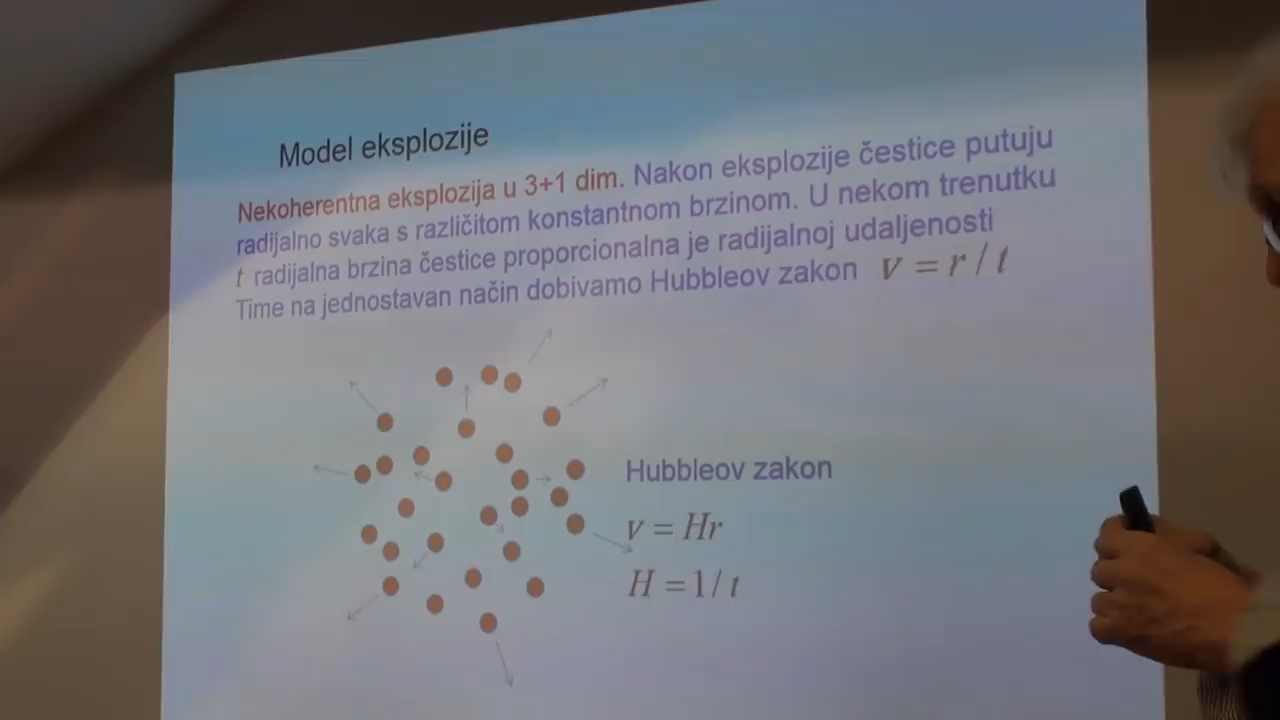 Model eksplozije
Nekoherentna eksplozija u 3+1 dim. Nakon eksplozije čestice putuju
radijalno svaka s različitom konstantnom brzinom. U nekom trenutku
t radijalna brzina čestice proporcionalna je radijalnoj udaljenosti
Time na jednostavan način dobivamo Hubbleov zakon v = r / t
Hubbleov zakon
v = Hr
H = 1/ t